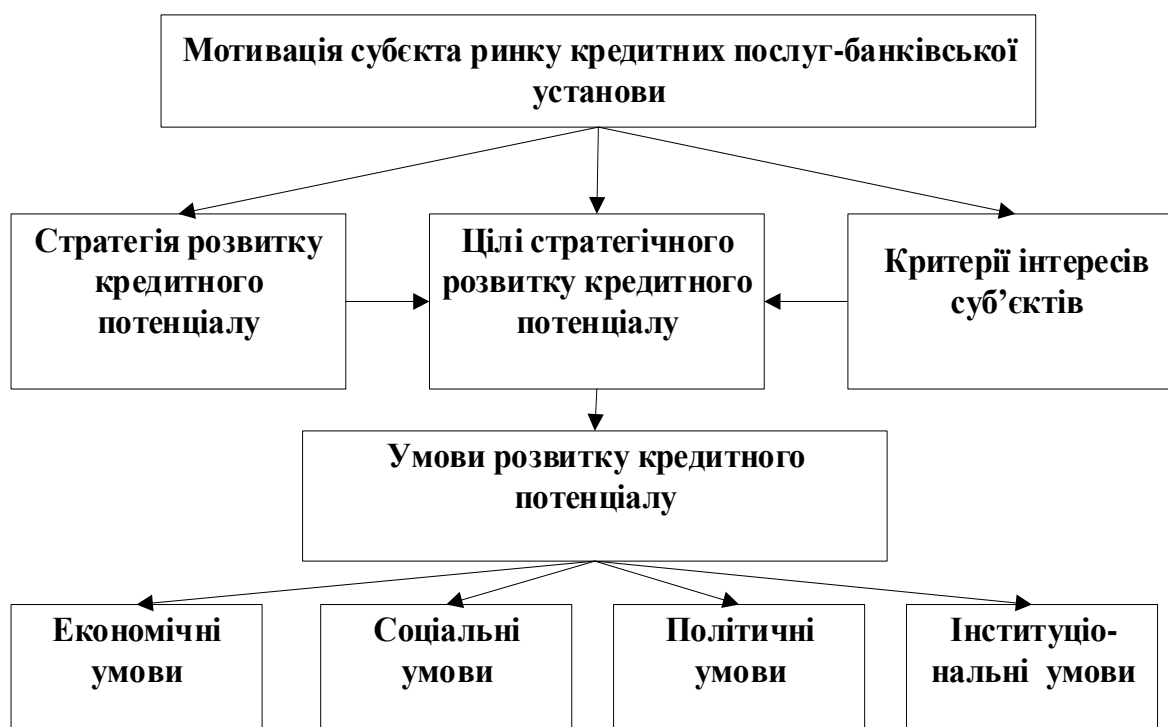 Мотивація субєкта ринку кредитних послуг-банківської
установи
Стратегія розвитку
кредитного
потенціалу
Цілі стратегічного
розвитку кредитного
потенціалу
Критерії інтересів
суб’єктів
Умови розвитку кредитного
потенціалу
Економічні
умови
Соціальні
умови
Політичні
умови
Інституціо-
нальні умови